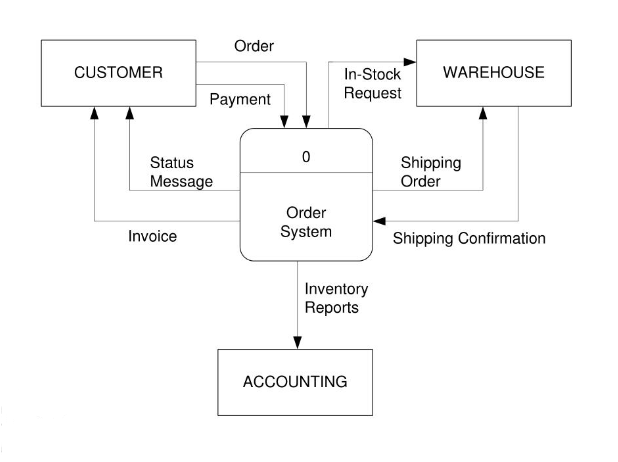 Order
CUSTOMER
In-Stock
Request
WAREHOUSE
Payment
0
Status
Message
Shipping
Order
Order
System
Invoice
Shipping Confirmation
Inventory
Reports
ACCOUNTING